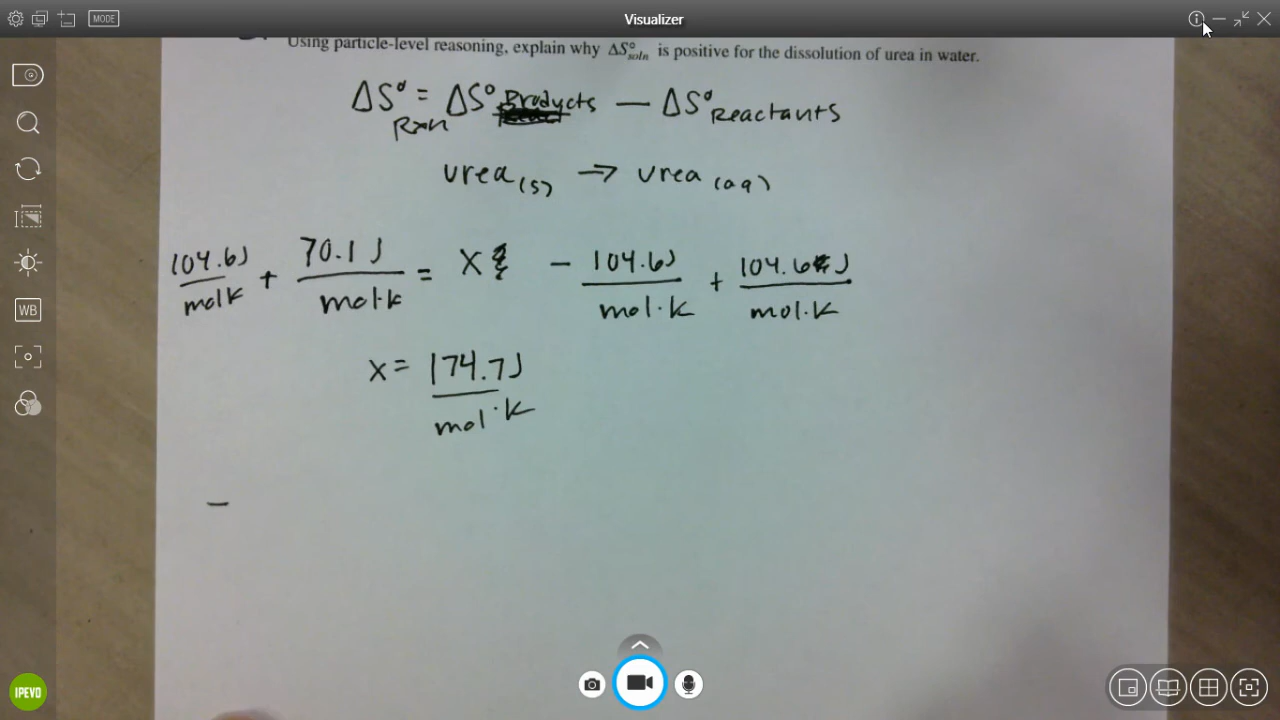 MODE
Visualizer
Using particle-level reasoning, explain why ΔS°soln is positive for the dissolution of urea in water.
ΔS°Rxn = ΔS° Products — ΔS° Reactants
urea (s) → urea (aq)
104.6J/molK + 70.1J/mol·K = X - 104.6J/mol·K + 104.6J/mol·K
x = 174.7J/mol·K
–
WB
IPEVO